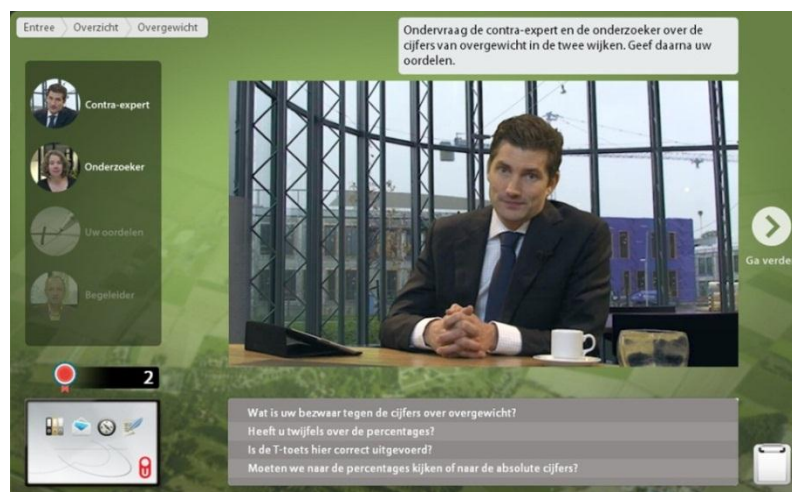 Entree
Overzicht
Overgewicht
Ondervraag de contra-expert en de onderzoeker over de
cijfers van overgewicht in de twee wijken. Geef daarna uw
oordelen.
Contra-expert
Onderzoeker
Uw oordelen
Begeleider
Ga verde
2
Wat is uw bezwaar tegen de cijfers over overgewicht?
Heeft u twijfels over de percentages?
Is de T-toets hier correct uitgevoerd?
Moeten we naar de percentages kijken of naar de absolute cijfers?